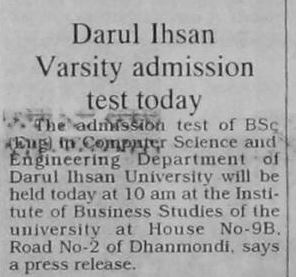 Darul Ihsan
Varsity admission
test today
The admission test of BSc
(Eng) in Computer Science and
Engineering Department of
Darul Ihsan University will be
held today at 10 am at the Insti-
tute of Business Studies of the
university at House No-9B,
Road No-2 of Dhanmondi, says
a press release.